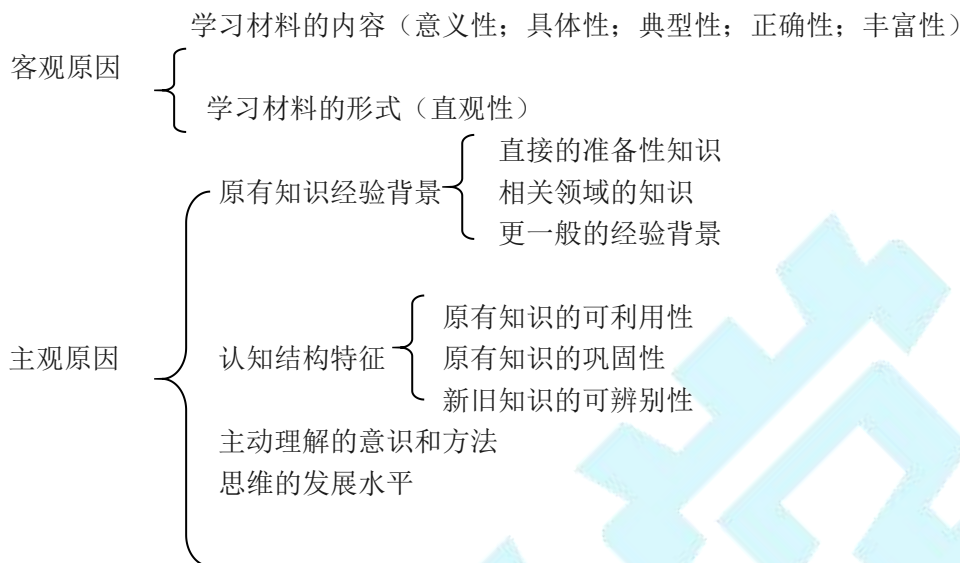 学习材料的内容（意义性；具体性；典型性；正确性；丰富性）
客观原因
学习材料的形式（直观性）
直接的准备性知识
原有知识经验背景
相关领域的知识
更一般的经验背景
原有知识的可利用性
主观原因
认知结构特征
原有知识的巩固性
新旧知识的可辨别性
主动理解的意识和方法
思维的发展水平